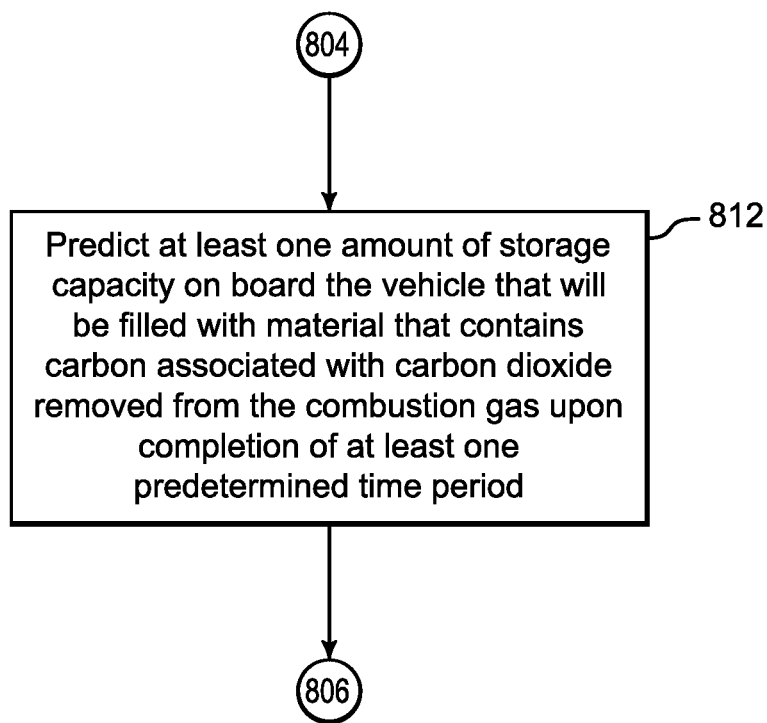 804
812
Predict at least one amount of storage
capacity on board the vehicle that will
be filled with material that contains
carbon associated with carbon dioxide
removed from the combustion gas upon
completion of at least one
predetermined time period
806